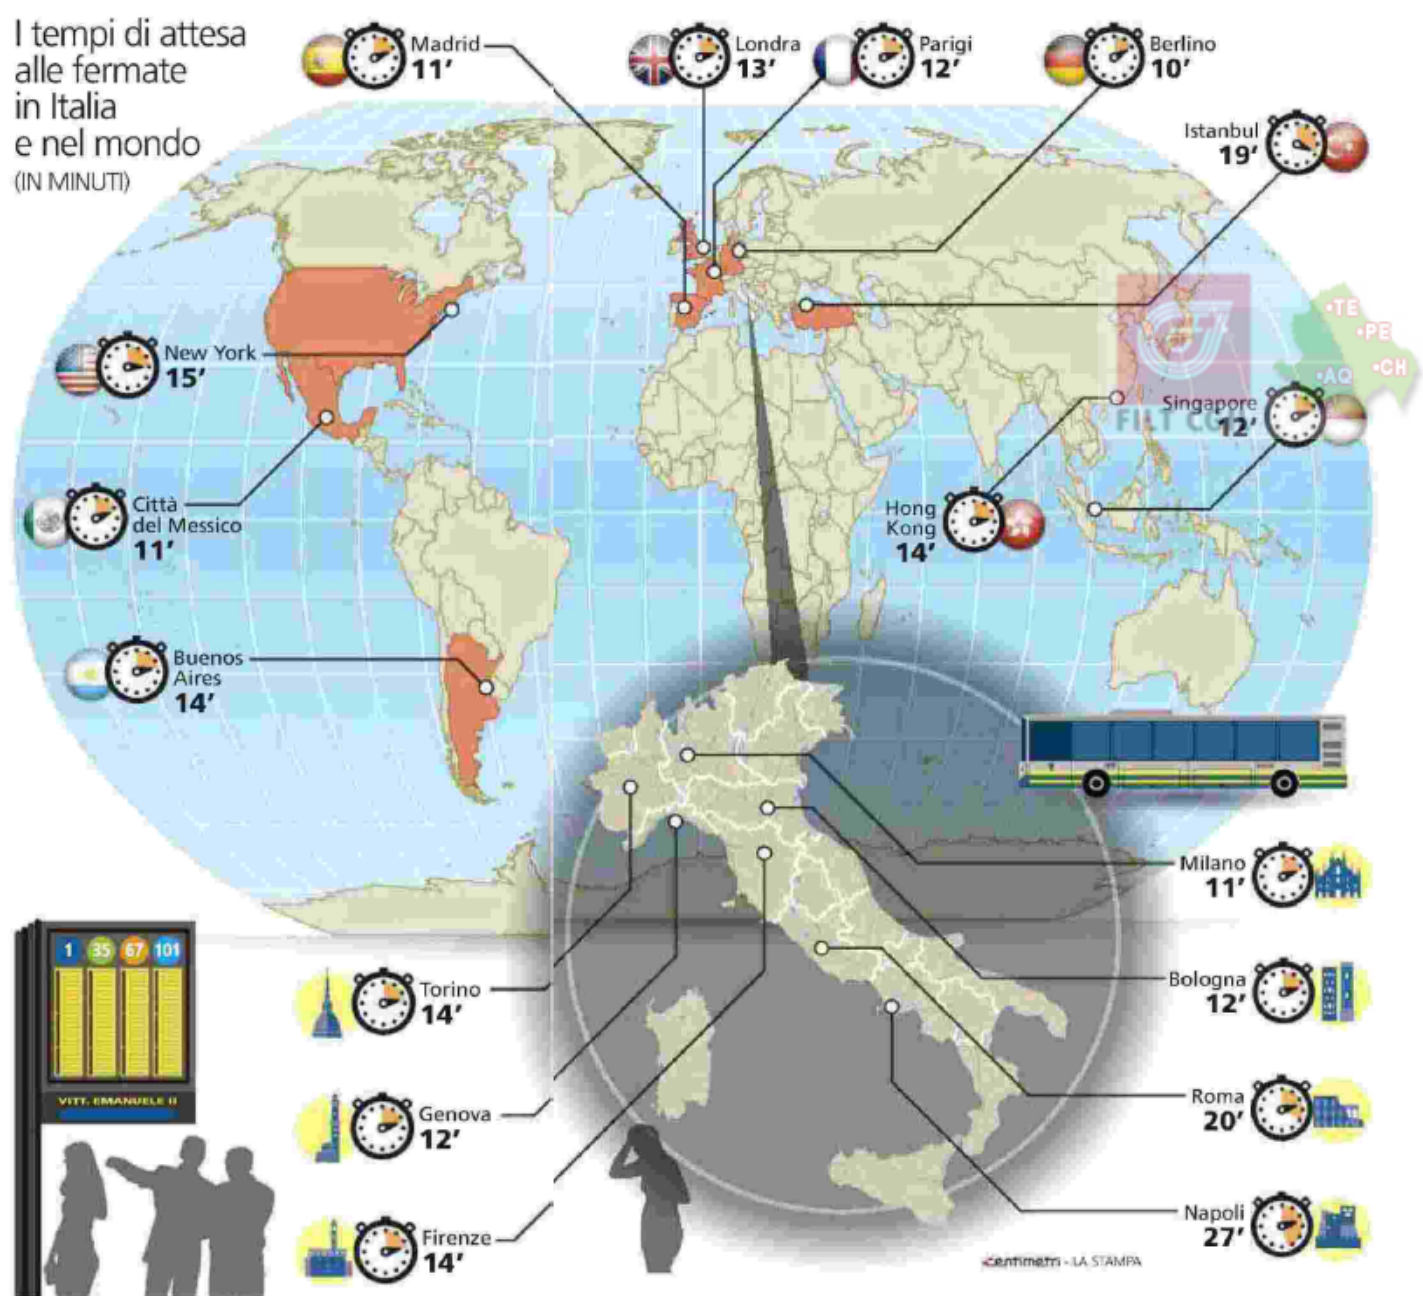 I tempi di attesa
alle fermate
in Italia
e nel mondo
(IN MINUTI)
Madrid
11’
Londra
13’
Parigi
12’
Berlino
10’
Istanbul
19’
New York
15’
•TE
•PE
•CH
•AQ
Singapore
12’
FILT CG
Città
del Messico
11’
Hong
Kong
14’
Buenos
Aires
14’
Milano
11’
1 35 67 101
VITT. EMANUELE II
Torino
14’
Bologna
12’
Genova
12’
Roma
20’
Firenze
14’
Napoli
27’
centimetri - LA STAMPA